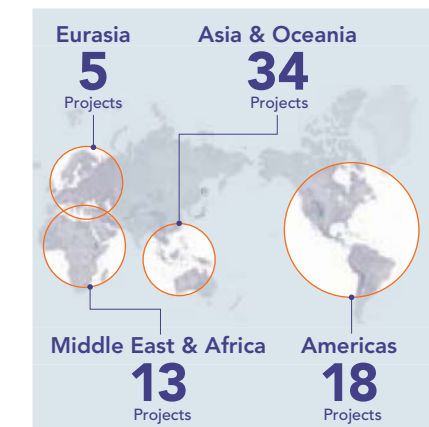 Eurasia
5
Projects
Asia & Oceania
34
Projects
Middle East & Africa
13
Projects
Americas
18
Projects